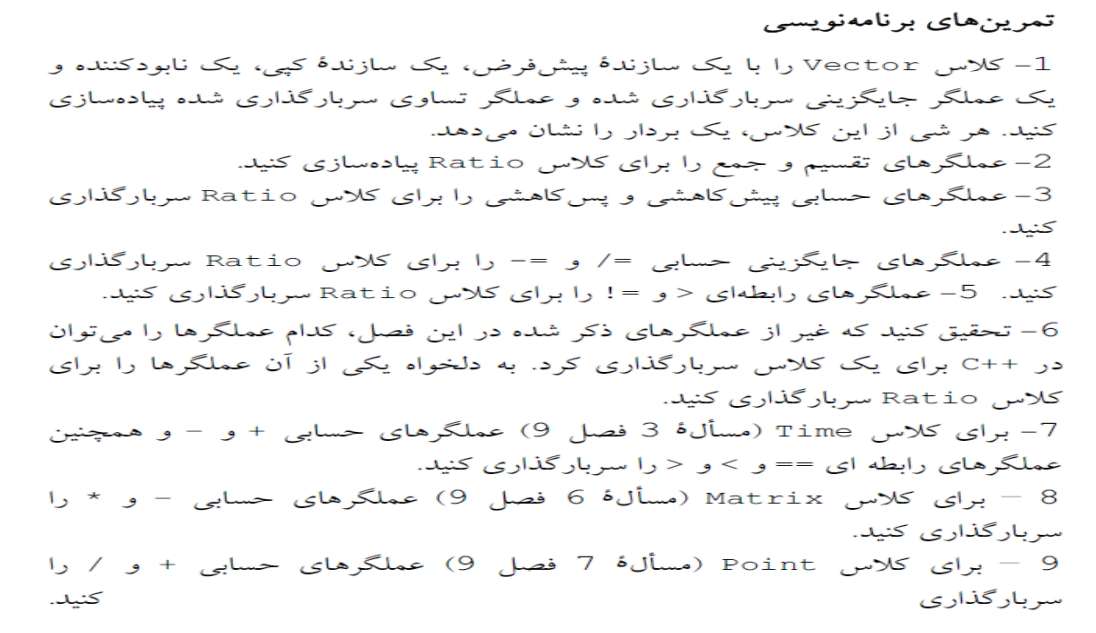 تمرین‌های برنامه‌نویسی
1- کلاس Vector را با یک سازندهٔ پیش‌فرض، یک سازندهٔ کپی، یک نابودکننده و
یک عملگر جایگزینی سربارگذاری شده و عملگر تساوی سربارگذاری شده پیاده‌سازی
کنید. هر شی از این کلاس، یک بردار را نشان می‌دهد.
2- عملگرهای تقسیم و جمع را برای کلاس Ratio پیاده‌سازی کنید.
3- عملگرهای حسابی پیش‌کاهشی و پس‌کاهشی را برای کلاس Ratio سربارگذاری
کنید.
4- عملگرهای جایگزینی حسابی =/ و =- را برای کلاس Ratio سربارگذاری
کنید. 5- عملگرهای رابطه‌ای < و =! را برای کلاس Ratio سربارگذاری کنید.
6- تحقیق کنید که غیر از عملگرهای ذکر شده در این فصل، کدام عملگرها را می‌توان
در C++ برای یک کلاس سربارگذاری کرد. به دلخواه یکی از آن عملگرها را برای
کلاس Ratio سربارگذاری کنید.
7- برای کلاس Time (مسألهٔ 3 فصل 9) عملگرهای حسابی + و - و همچنین
عملگرهای رابطه ای == و > و < را سربارگذاری کنید.
8 – برای کلاس Matrix (مسألهٔ 6 فصل 9) عملگرهای حسابی - و * را
سربارگذاری کنید.
9 – برای کلاس Point (مسألهٔ 7 فصل 9) عملگرهای حسابی + و / را
سربارگذاری کنید.